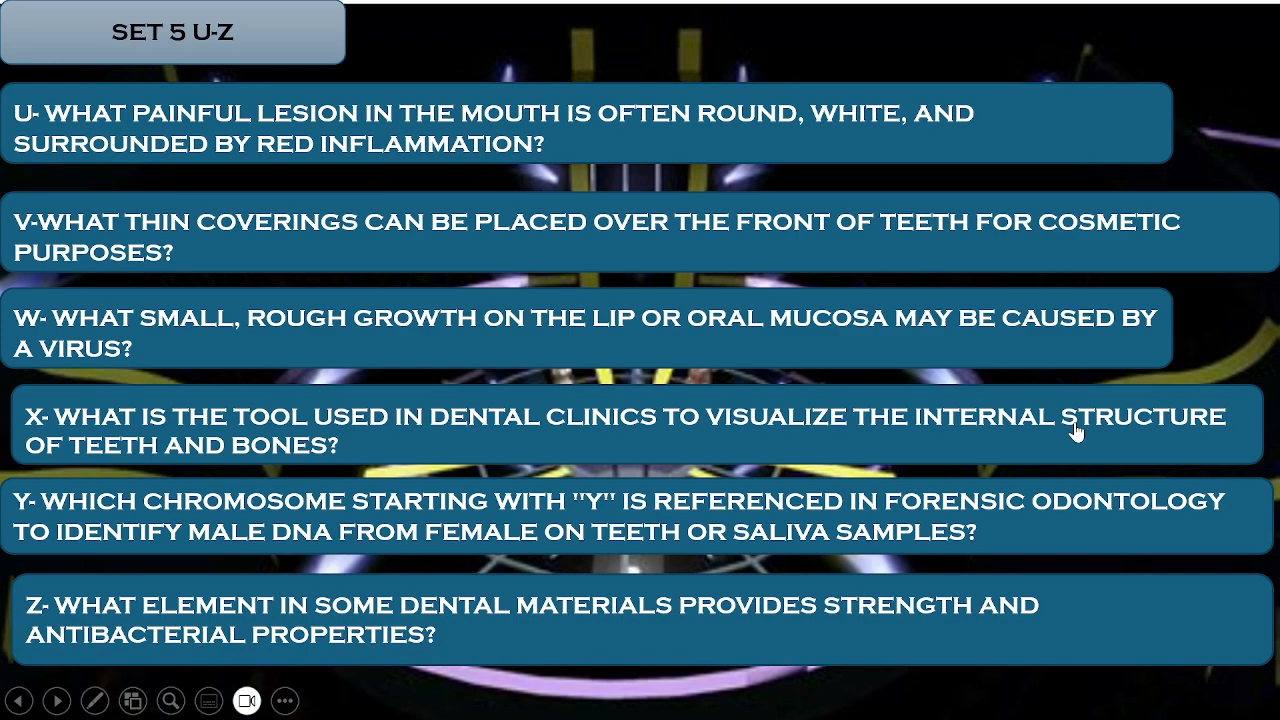 SET 5 U-Z
U- WHAT PAINFUL LESION IN THE MOUTH IS OFTEN ROUND, WHITE, AND
SURROUNDED BY RED INFLAMMATION?
V-WHAT THIN COVERINGS CAN BE PLACED OVER THE FRONT OF TEETH FOR COSMETIC
PURPOSES?
W- WHAT SMALL, ROUGH GROWTH ON THE LIP OR ORAL MUCOSA MAY BE CAUSED BY
A VIRUS?
X- WHAT IS THE TOOL USED IN DENTAL CLINICS TO VISUALIZE THE INTERNAL STRUCTURE
OF TEETH AND BONES?
Y- WHICH CHROMOSOME STARTING WITH "Y" IS REFERENCED IN FORENSIC ODONTOLOGY
TO IDENTIFY MALE DNA FROM FEMALE ON TEETH OR SALIVA SAMPLES?
Z- WHAT ELEMENT IN SOME DENTAL MATERIALS PROVIDES STRENGTH AND
ANTIBACTERIAL PROPERTIES?